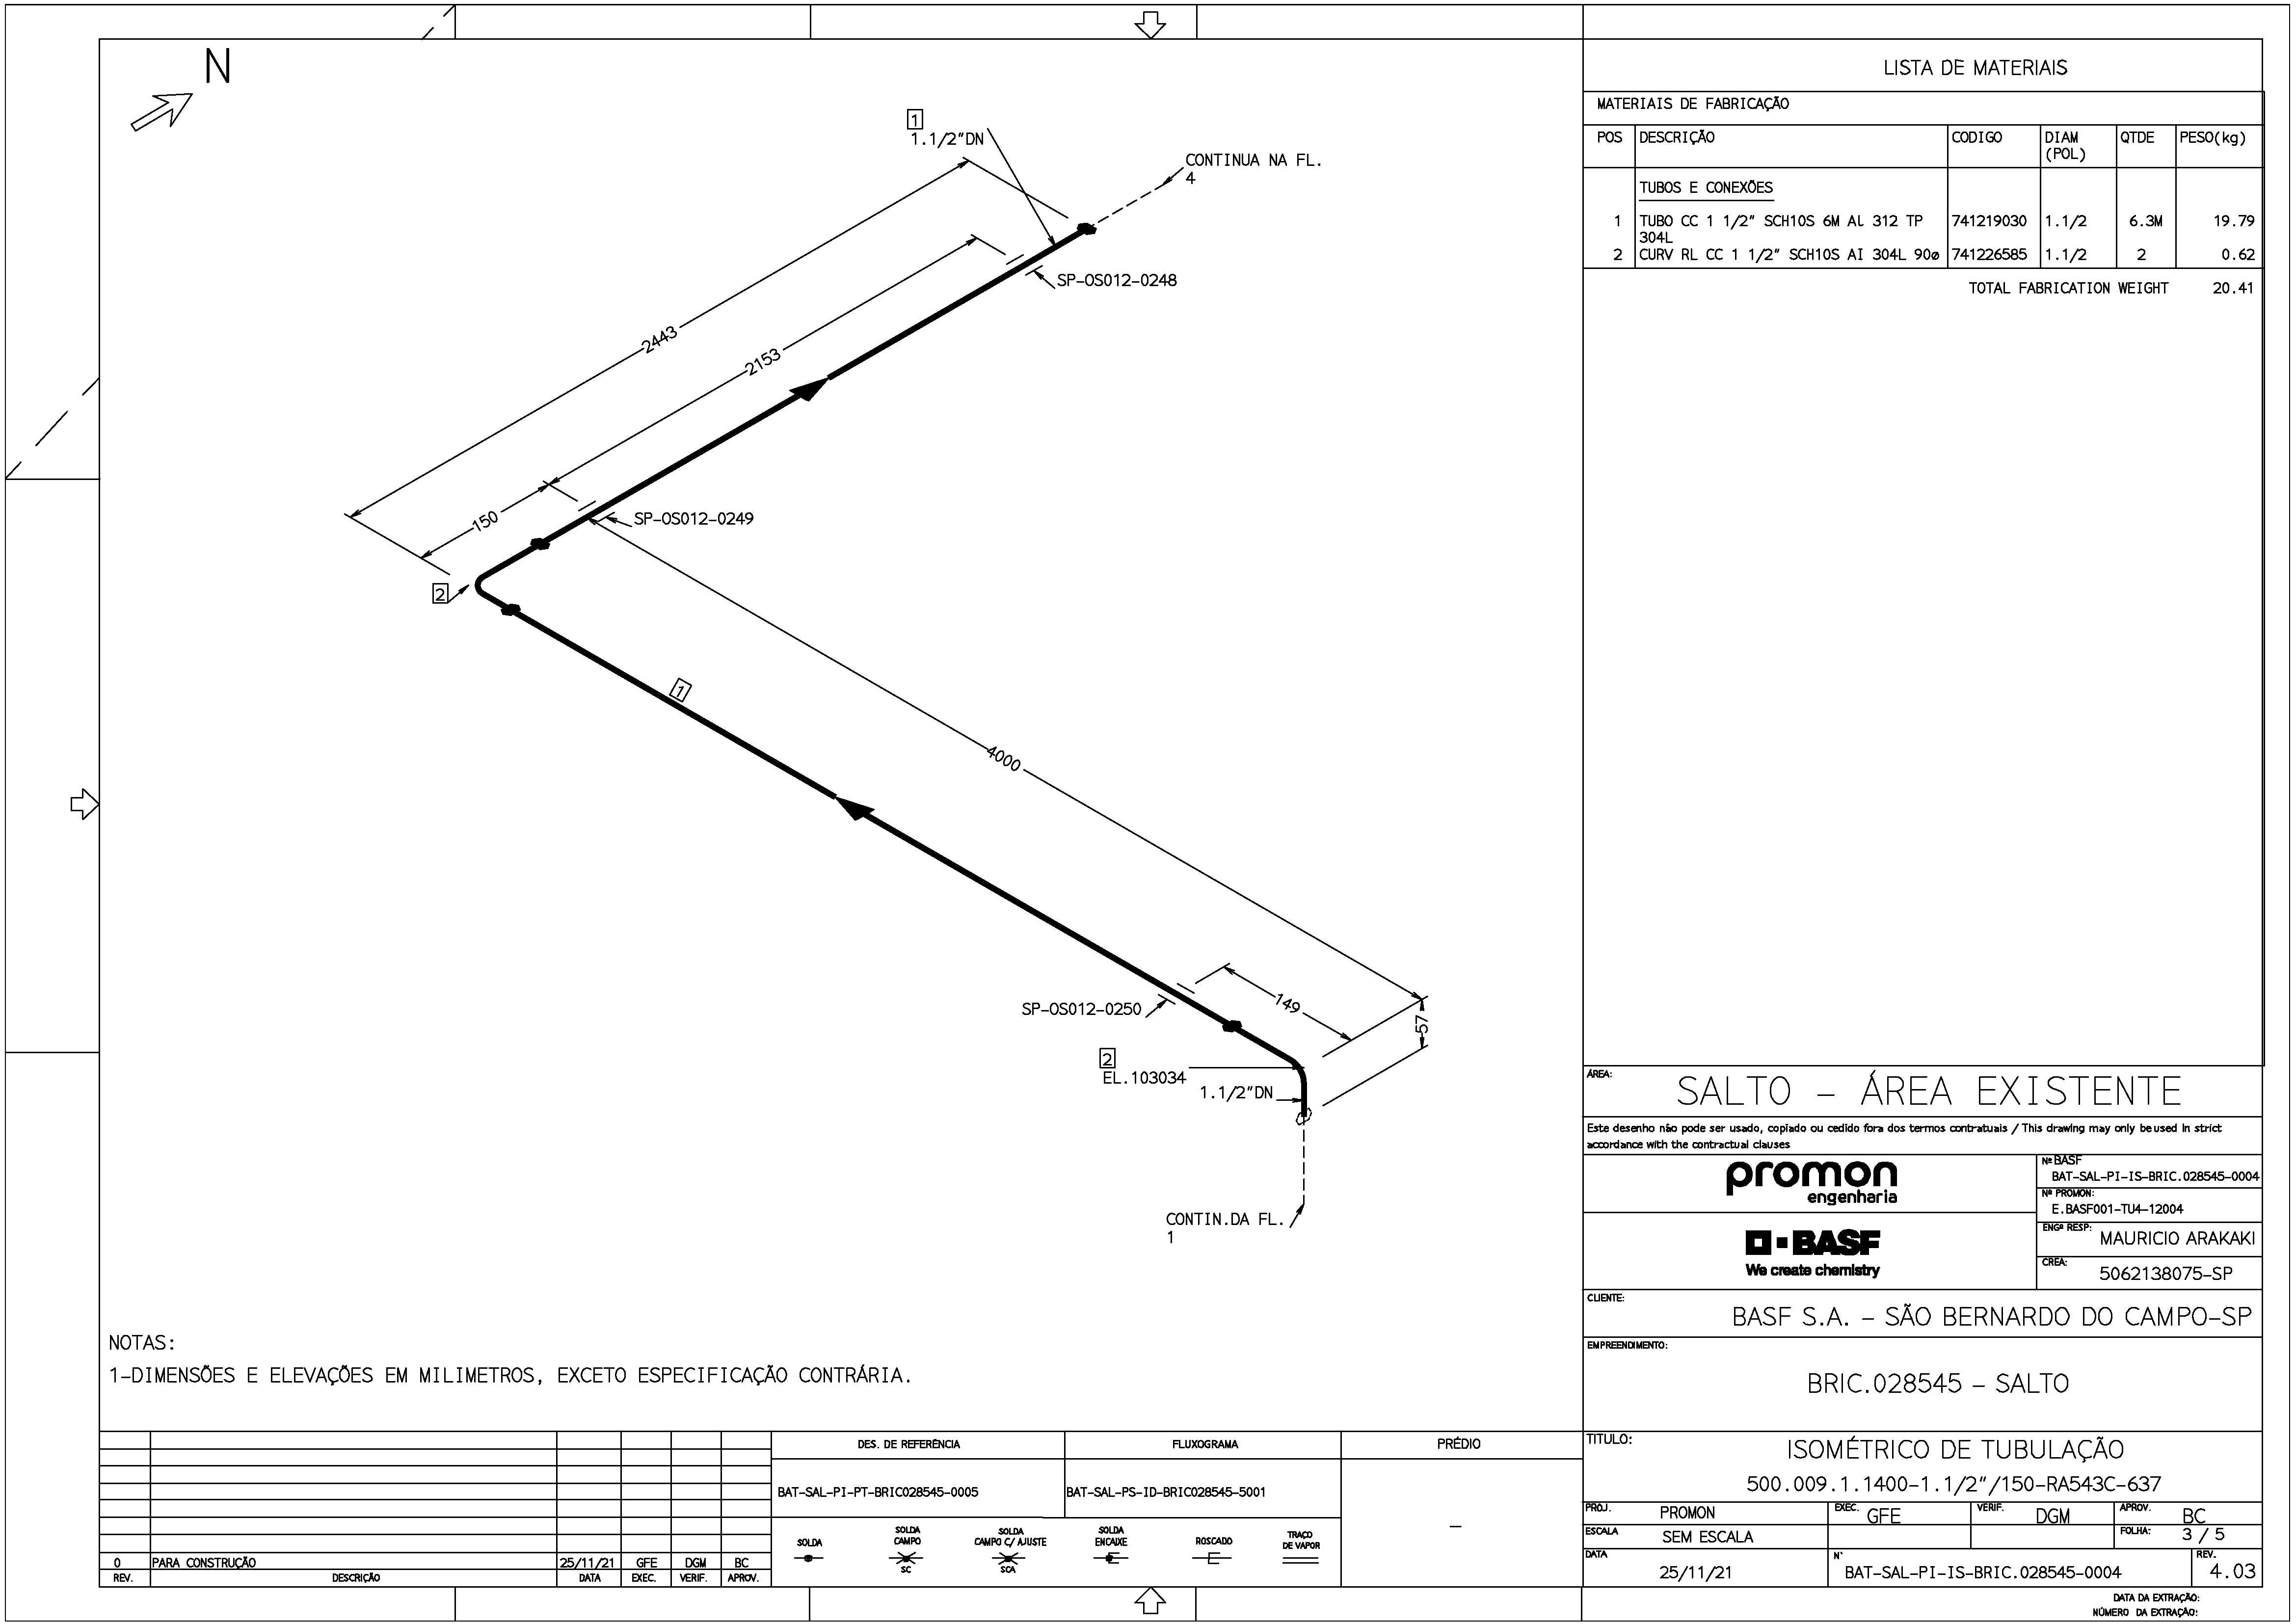 N
1
1.1/2"DN
CONTINUA NA FL.
4
SP-OS012-0248
2443
2153
150
SP-OS012-0249
2
1
4000
149
57
SP-OS012-0250
2
EL.103034
1.1/2"DN
CONTIN.DA FL.
1
NOTAS:
1-DIMENSÕES E ELEVAÇÕES EM MILIMETROS, EXCETO ESPECIFICAÇÃO CONTRÁRIA.
LISTA DE MATERIAIS
MATERIAIS DE FABRICAÇÃO
POS DESCRIÇÃO CODIGO DIAM (POL) QTDE PESO(kg)
TUBOS E CONEXÕES
1 TUBO CC 1 1/2" SCH10S 6M AL 312 TP 741219030 1.1/2 6.3M 19.79
304L
2 CURV RL CC 1 1/2" SCH10S AI 304L 90ø 741226585 1.1/2 2 0.62
TOTAL FABRICATION WEIGHT 20.41
ÁREA:
SALTO - ÁREA EXISTENTE
Este desenho não pode ser usado, copiado ou cedido fora dos termos contratuais / This drawing may only be used in strict
accordance with the contractual clauses
promon
engenharia
Nº BASF
BAT-SAL-PI-IS-BRIC.028545-0004
Nº PROMON:
E.BASF001-TU4-12004
BASF
We create chemistry
ENGº RESP:
MAURICIO ARAKAKI
CREA:
5062138075-SP
CLIENTE:
BASF S.A. - SÃO BERNARDO DO CAMPO-SP
EMPREENDIMENTO:
BRIC.028545 - SALTO
TITULO:
ISOMÉTRICO DE TUBULAÇÃO
500.009.1.1400-1.1/2"/150-RA543C-637
PROJ. PROMON EXEC. GFE VERIF. DGM APROV. BC
ESCALA SEM ESCALA FOLHA: 3 / 5
DATA 25/11/21 N° BAT-SAL-PI-IS-BRIC.028545-0004 REV. 4.03
DATA DA EXTRAÇÃO:
NÚMERO DA EXTRAÇÃO:
DES. DE REFERÊNCIA FLUXOGRAMA PRÉDIO
BAT-SAL-PI-PT-BRIC028545-0005 BAT-SAL-PS-ID-BRIC028545-5001
-
SOLDA
SOLDA CAMPO
SC
SOLDA CAMPO C/ AJUSTE
SCA
SOLDA ENCAIXE
ROSCADO
TRAÇO DE VAPOR
0 PARA CONSTRUÇÃO 25/11/21 GFE DGM BC
REV. DESCRIÇÃO DATA EXEC. VERIF. APROV.